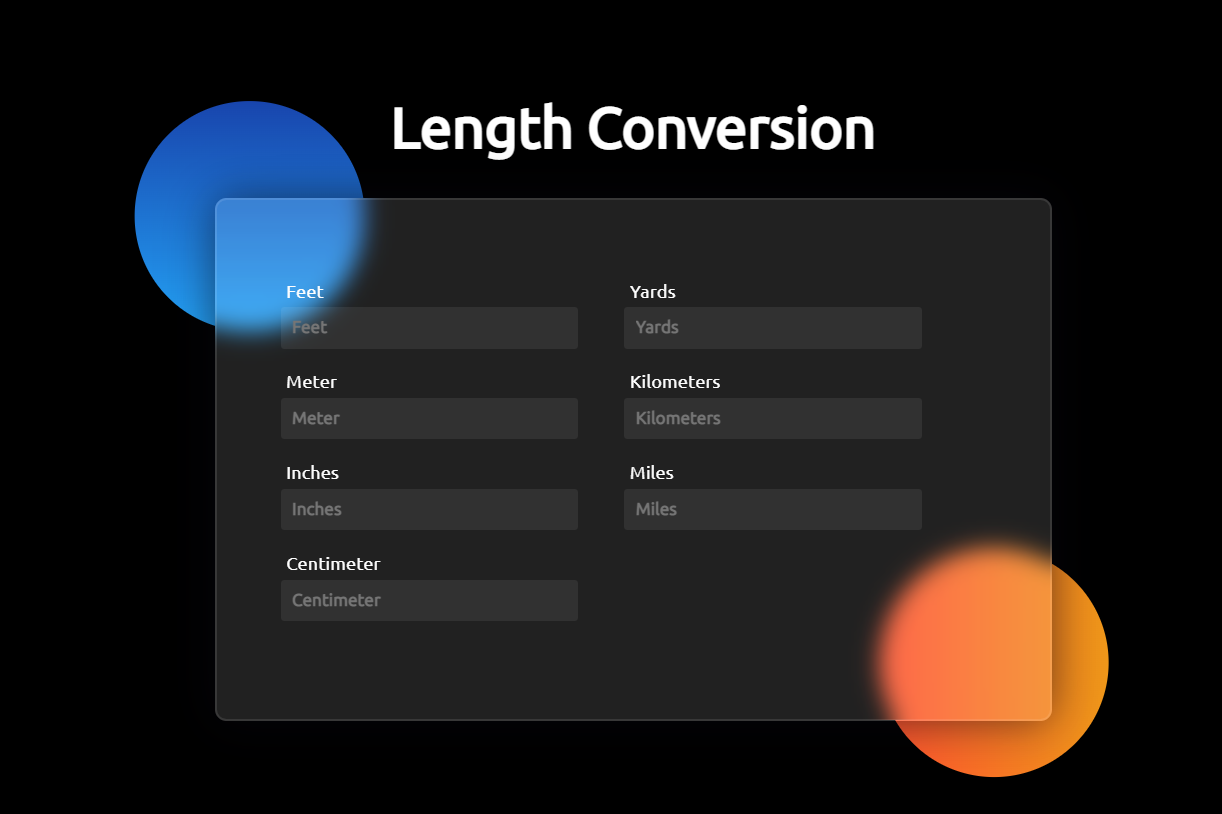 Length Conversion
Feet
Feet
Yards
Yards
Meter
Meter
Kilometers
Kilometers
Inches
Inches
Miles
Miles
Centimeter
Centimeter